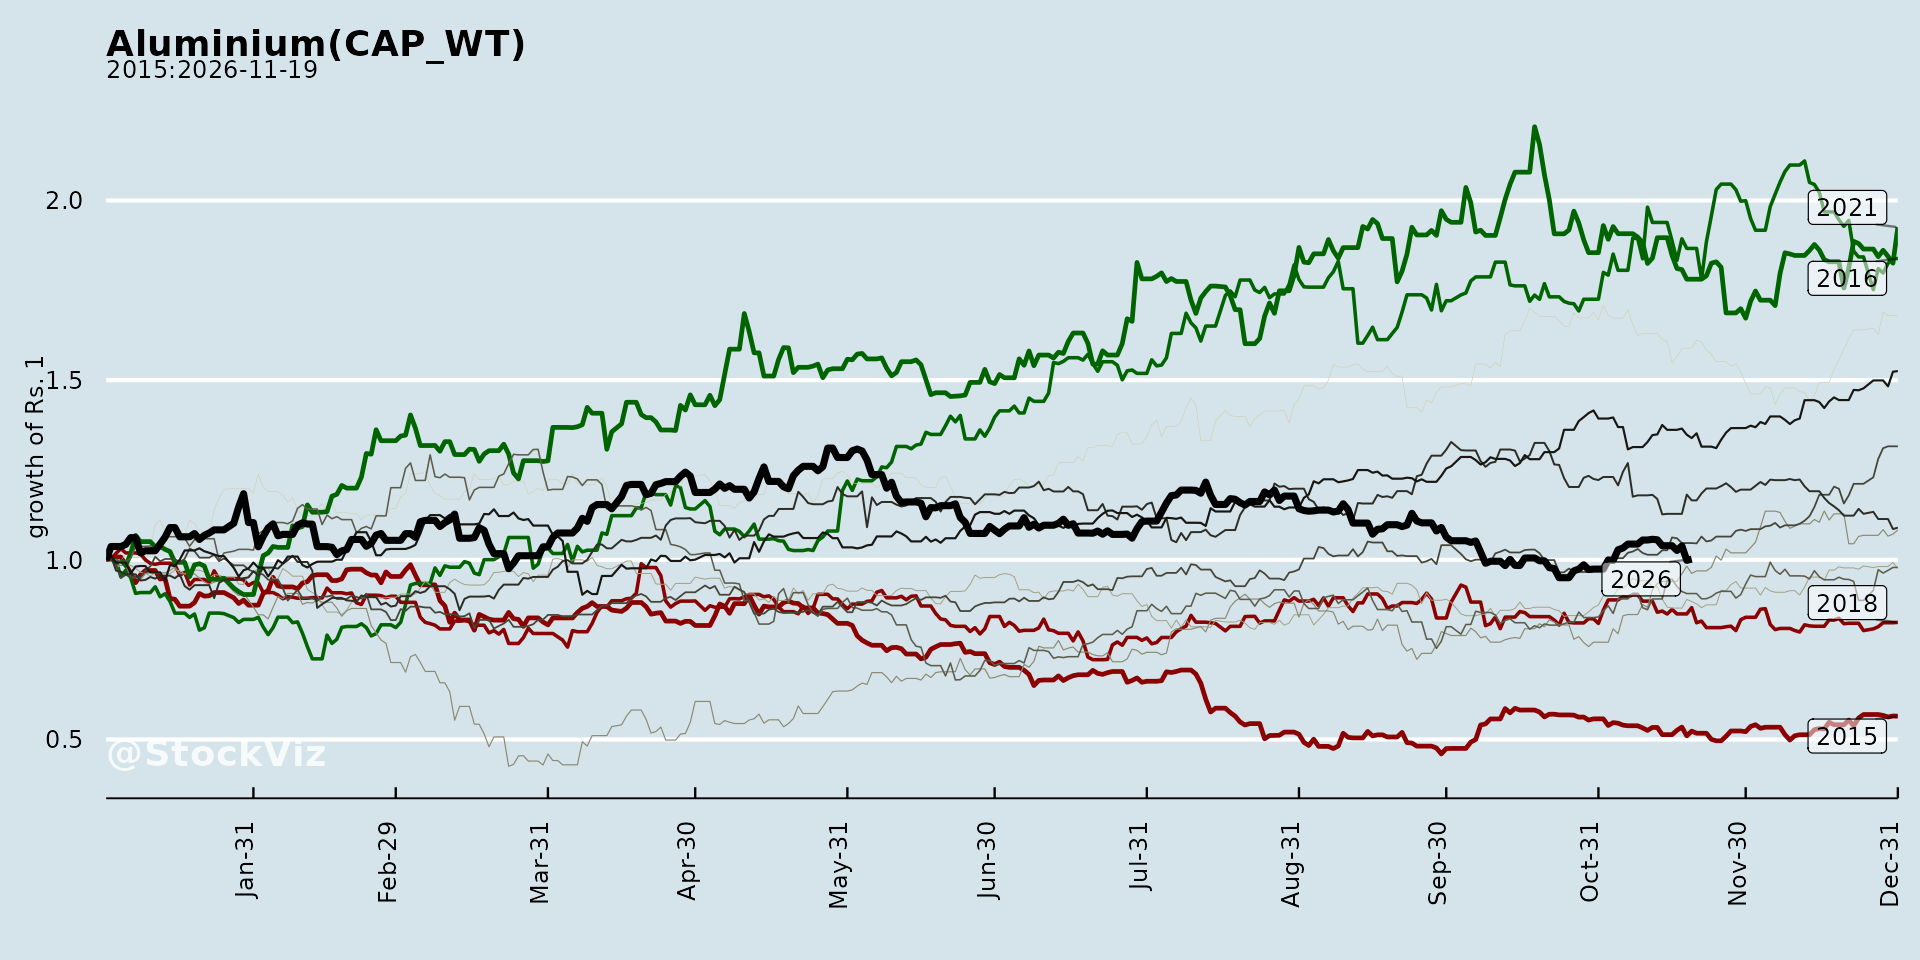 Aluminium(CAP_WT)
2015:2026-11-19
growth of Rs. 1
2.0
1.5
1.0
0.5
2021
2016
2026
2018
2015
@StockViz
Jan-31
Feb-29
Mar-31
Apr-30
May-31
Jun-30
Jul-31
Aug-31
Sep-30
Oct-31
Nov-30
Dec-31